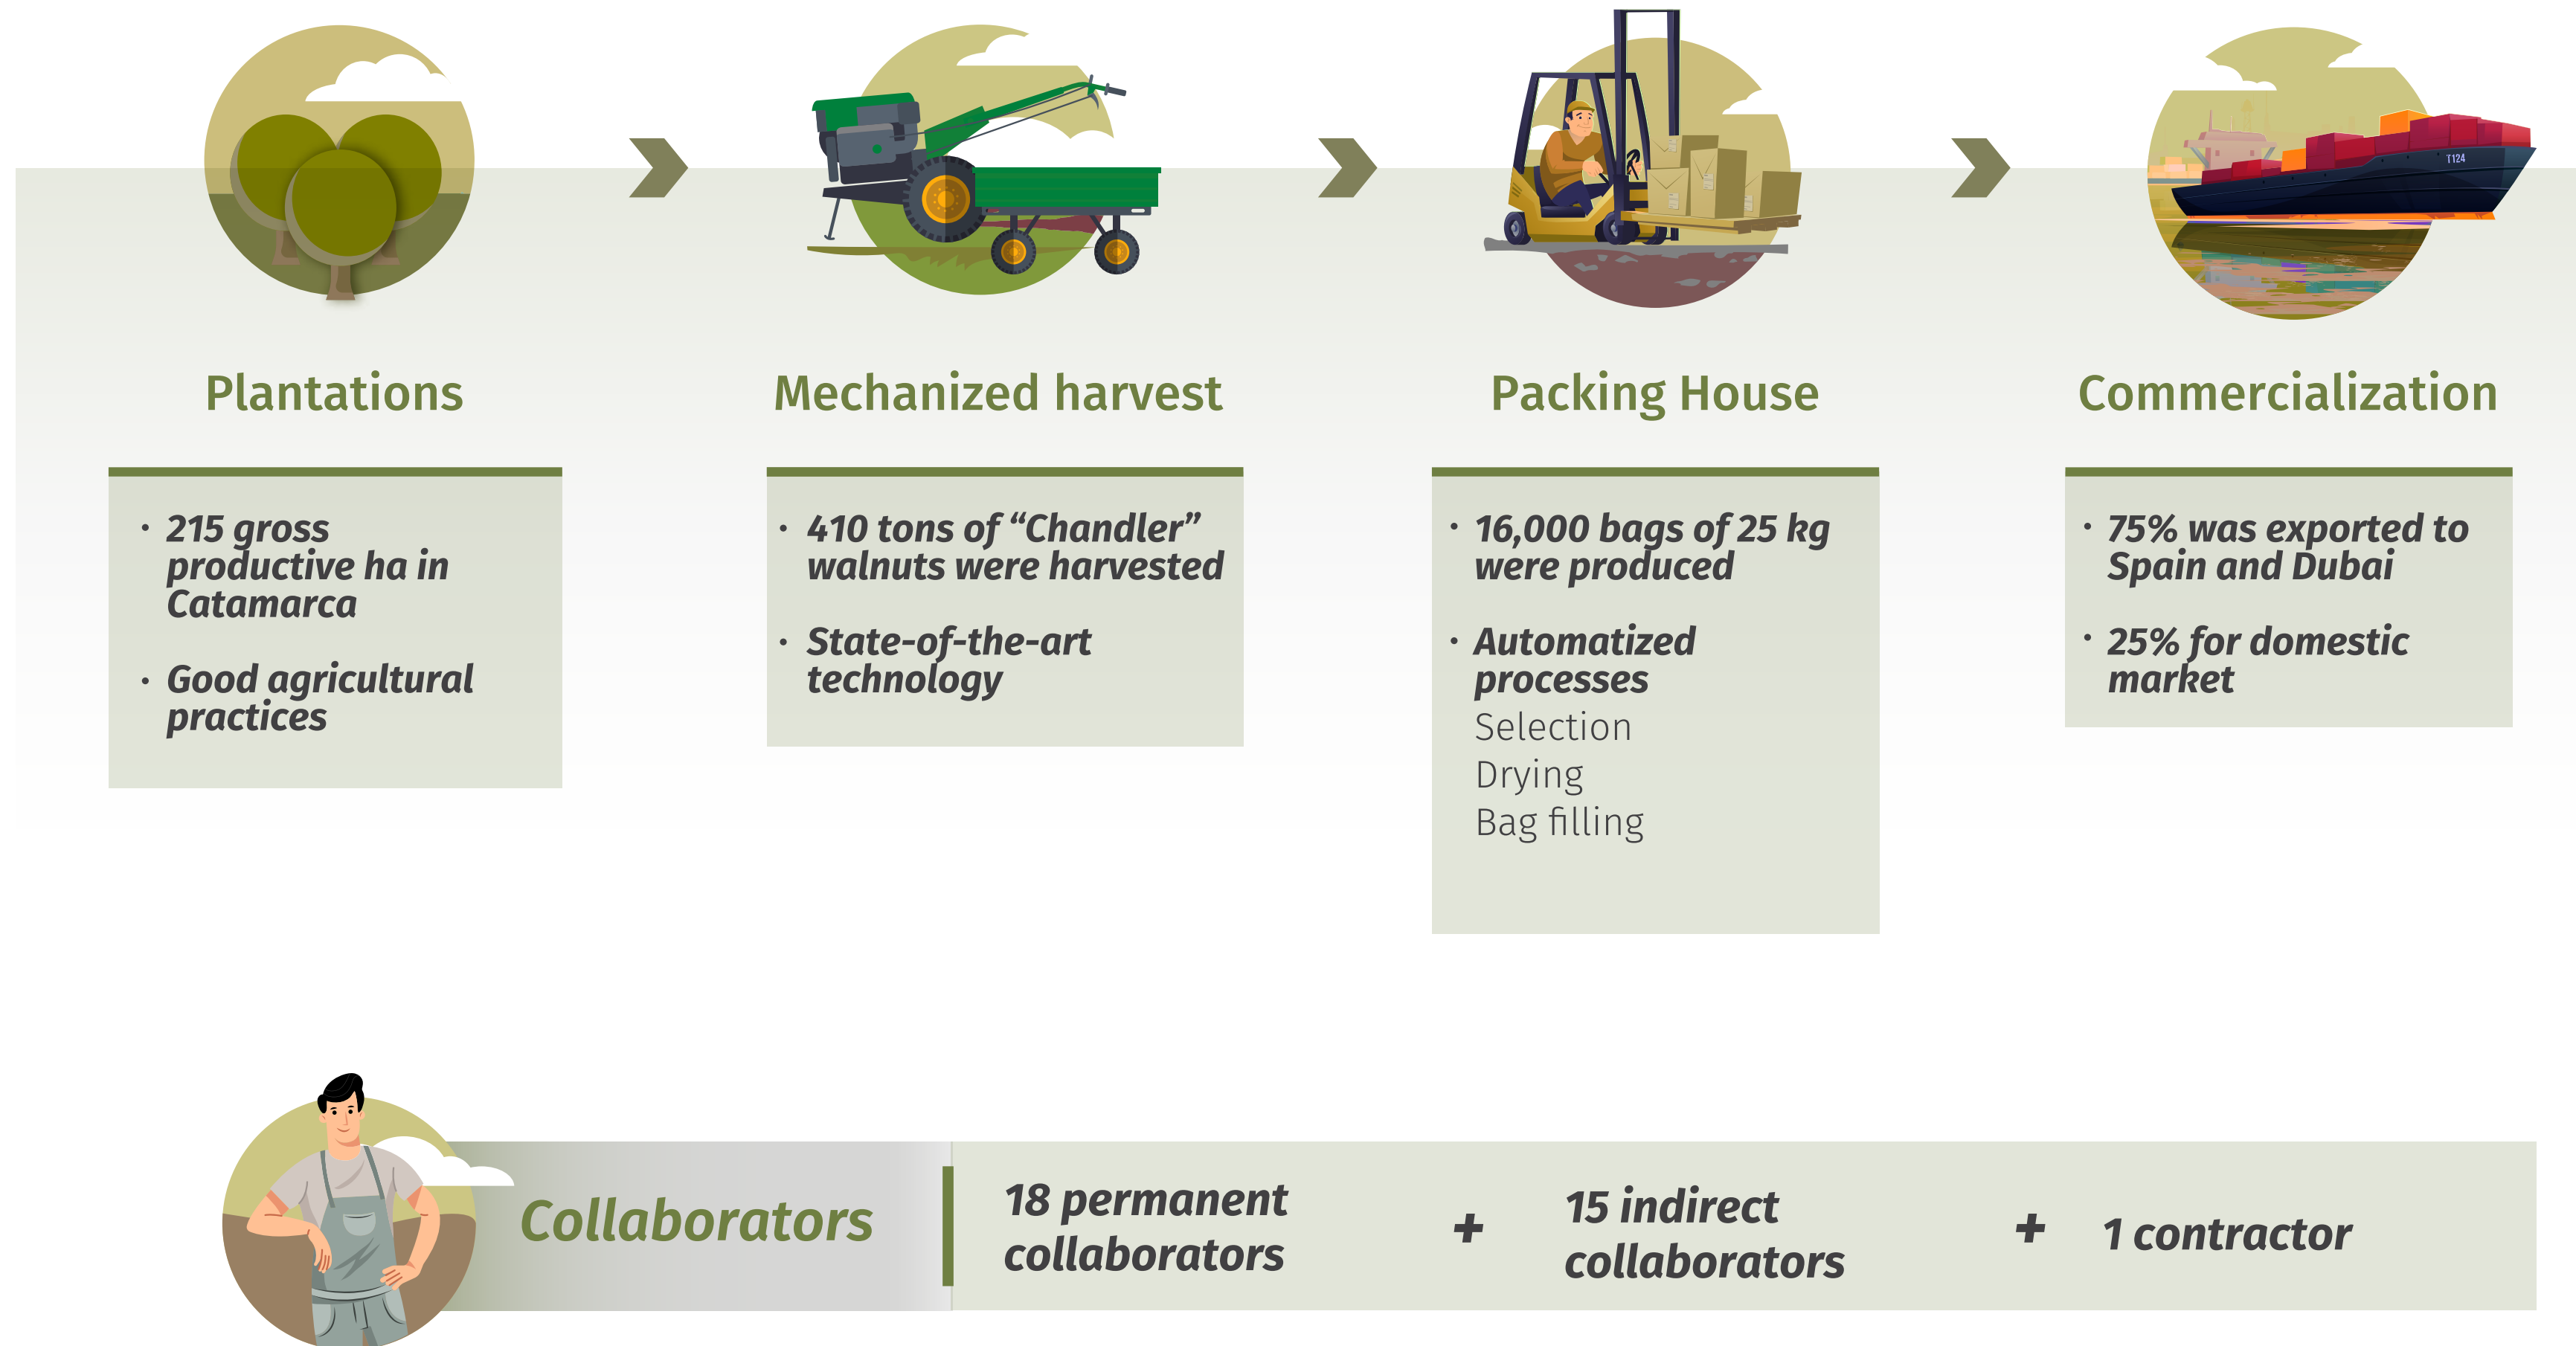 T124
Plantations
· 215 gross
productive ha in
Catamarca
· Good agricultural
practices
Mechanized harvest
· 410 tons of “Chandler”
walnuts were harvested
· State-of-the-art
technology
Packing House
· 16,000 bags of 25 kg
were produced
· Automatized
processes
Selection
Drying
Bag filling
Commercialization
· 75% was exported to
Spain and Dubai
· 25% for domestic
market
Collaborators
18 permanent
collaborators
+
15 indirect
collaborators
+
1 contractor